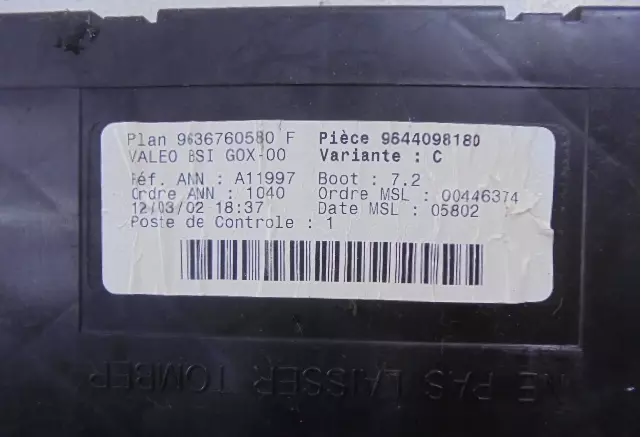 Plan 9636760580 F Pièce 9644098180
VALEO BSI GOX-00 Variante : C
Réf. ANN : A11997 Boot : 7.2
Ordre ANN : 1040 Ordre MSL : 00446374
12/03/02 18:37 Date MSL : 05802
Poste de Controle : 1
NE PAS LAISSER TOMBER